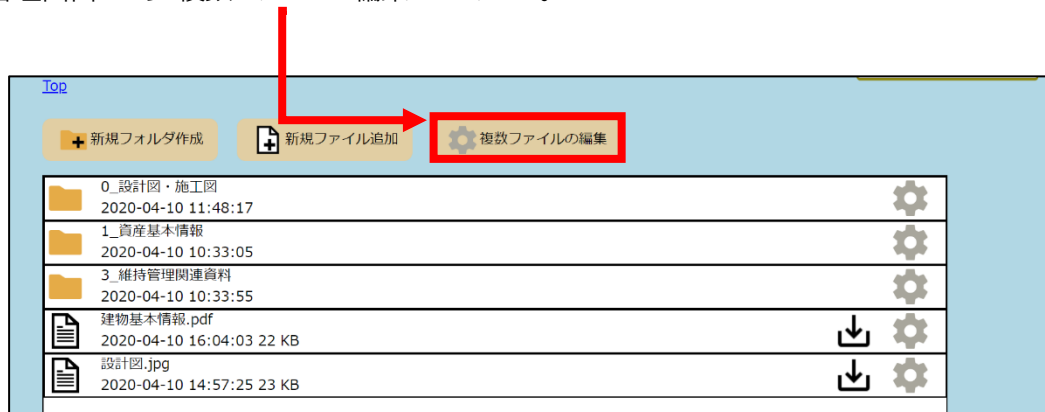 Top
新規フォルダ作成
新規ファイル追加
複数ファイルの編集
0_設計図・施工図
2020-04-10 11:48:17
1_資産基本情報
2020-04-10 10:33:05
3_維持管理関連資料
2020-04-10 10:33:55
建物基本情報.pdf
2020-04-10 16:04:03 22 KB
設計図.jpg
2020-04-10 14:57:25 23 KB